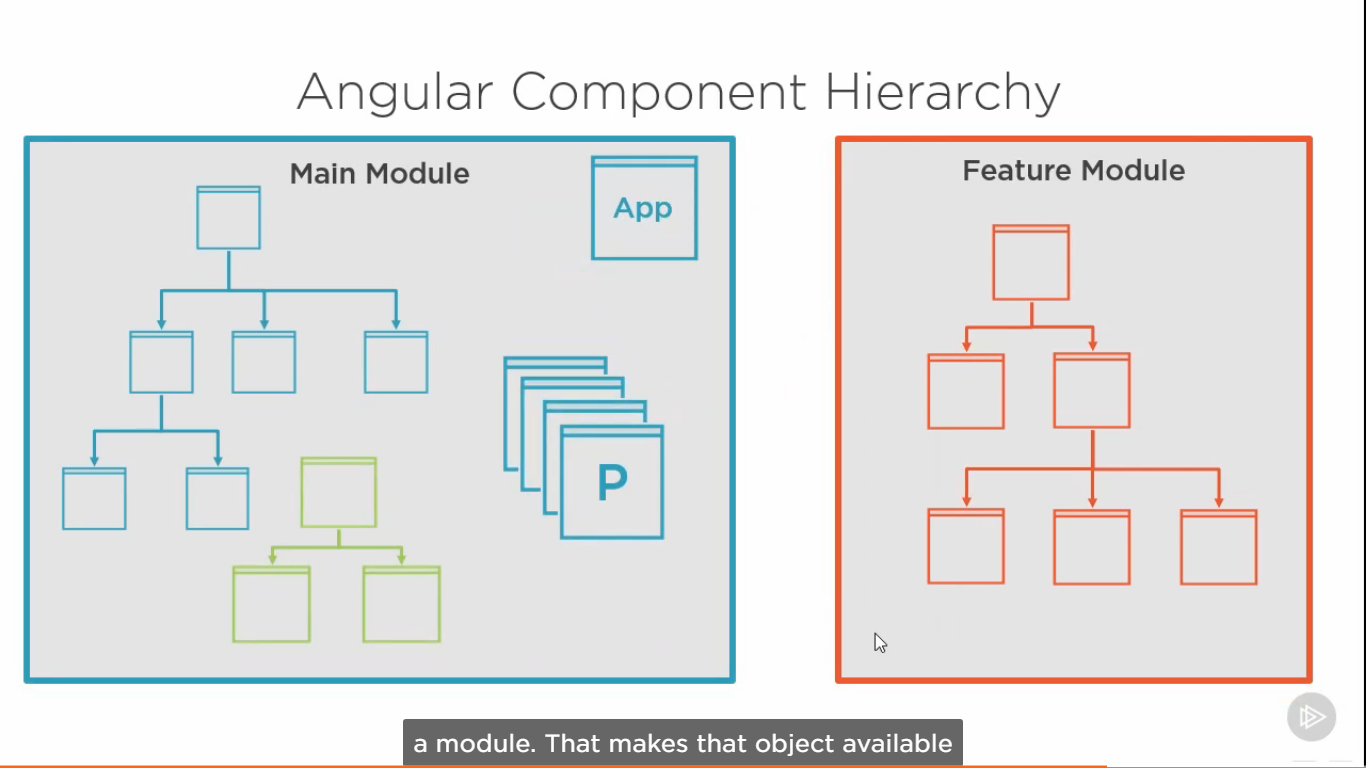 Angular Component Hierarchy
Main Module
App
P
Feature Module
a module. That makes that object available